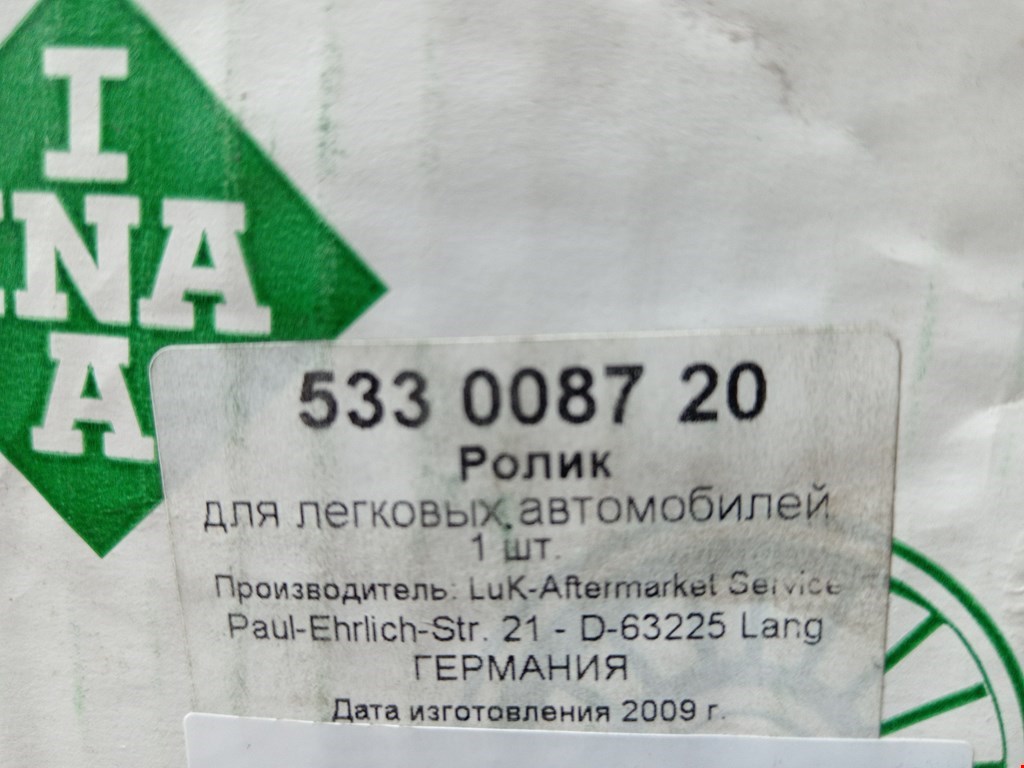 I
INA
A
533 0087 20
Ролик
для легковых автомобилей
1 шт.
Производитель: LuK-Aftermarket Service
Paul-Ehrlich-Str. 21 - D-63225 Lang
ГЕРМАНИЯ
Дата изготовления 2009 г.